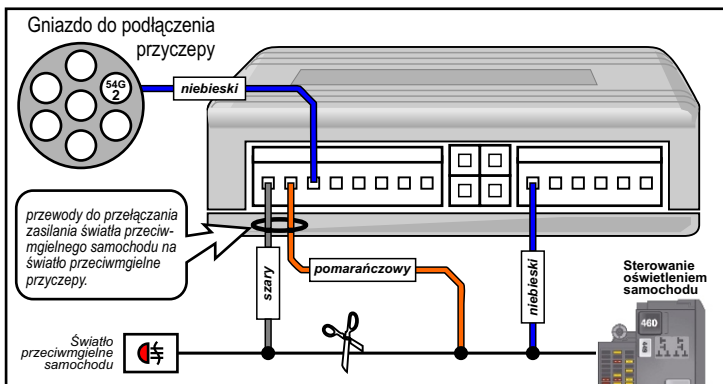 Gniazdo do podłączenia
przyczepy
54G
2
niebieski
przewody do przełączania
zasilania światła przeciw-
mgielnego samochodu na
światło przeciwmgielne
przyczepy.
szary
pomarańczowy
niebieski
Sterowanie
oświetleniem
samochodu
460
449
Światło
przeciwmgielne
samochodu